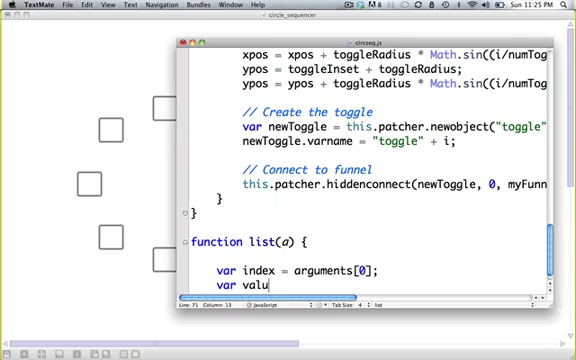 TextMate File Edit View Text Navigation Bundles Window Help
Sun 11:25 PM
circle_sequencer
circseq.js
xpos = xpos + toggleRadius * Math.sin((i/numTogg
ypos = toggleInset + toggleRadius;
ypos = ypos + toggleRadius * Math.sin((i/numTogg
// Create the toggle
var newToggle = this.patcher.newobject("toggle"
newToggle.varname = "toggle" + i;
// Connect to funnel
this.patcher.hiddenconnect(newToggle, 0, myFunn
}
}
function list(a) {
var index = arguments[0];
var valu
Line: 71 Column: 13 JavaScript Tab Size: 4 list